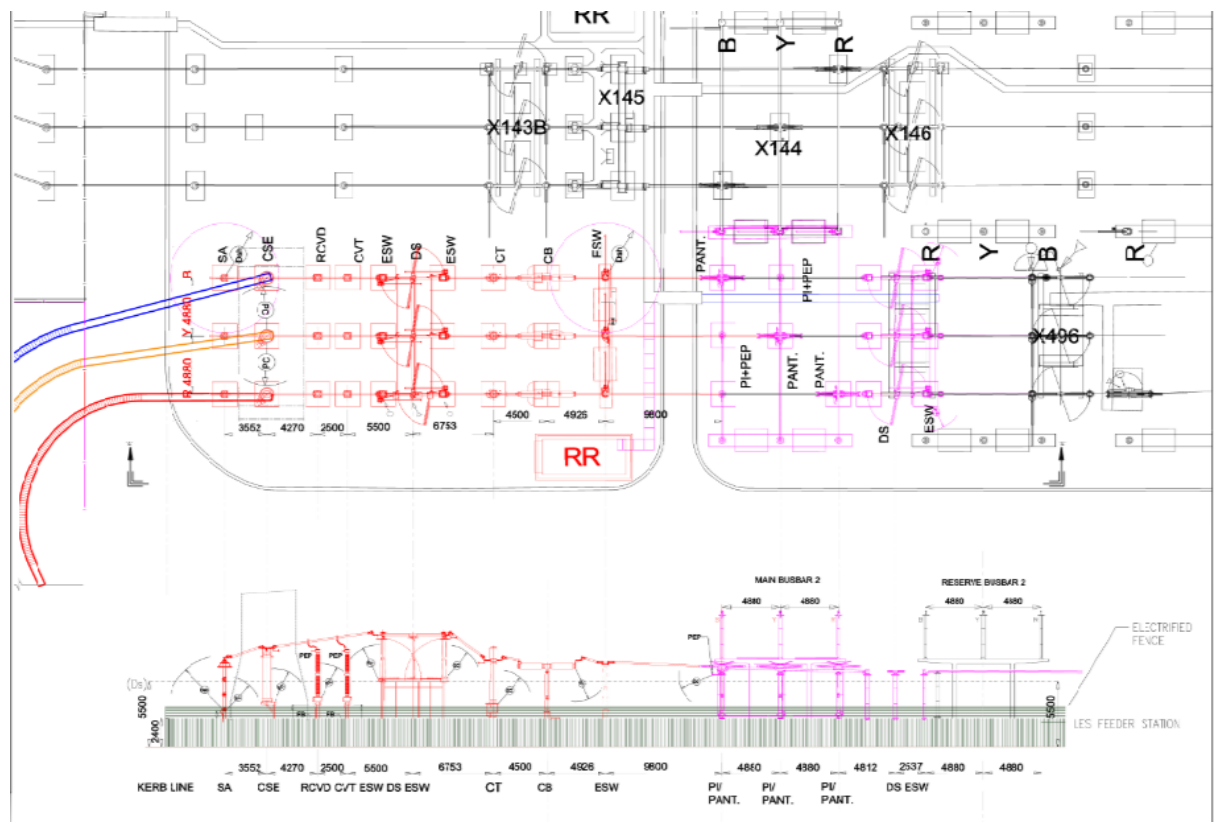 RR
B
Y
R
X145
X143B
X144
X146
SA
CSE
RCVD
CVT
ESW
DS
ESW
CT
CB
ESW
PANT.
PI+PEP
R
Y
B
R
B
Y 4880
R 4880
PC
PC
X496
PI+PEP
PANT.
PANT.
DS
ESW
3552
4270
2500
5500
6753
4500
4925
9800
RR
MAIN BUSBAR 2
RESERVE BUSBAR 2
4880
4880
4880
4880
ELECTRIFIED
FENCE
PEP
PEP
PEP
(Ds)
5500
2400
5500
LES FEEDER STATION
3552
4270
2500
5500
6753
4500
4926
9800
4880
4880
4812
2537
4880
4880
KERB LINE
SA
CSE
RCVD
CVT
ESW
DS
ESW
CT
CB
ESW
PI/
PANT.
PI/
PANT.
PI/
PANT.
DS
ESW